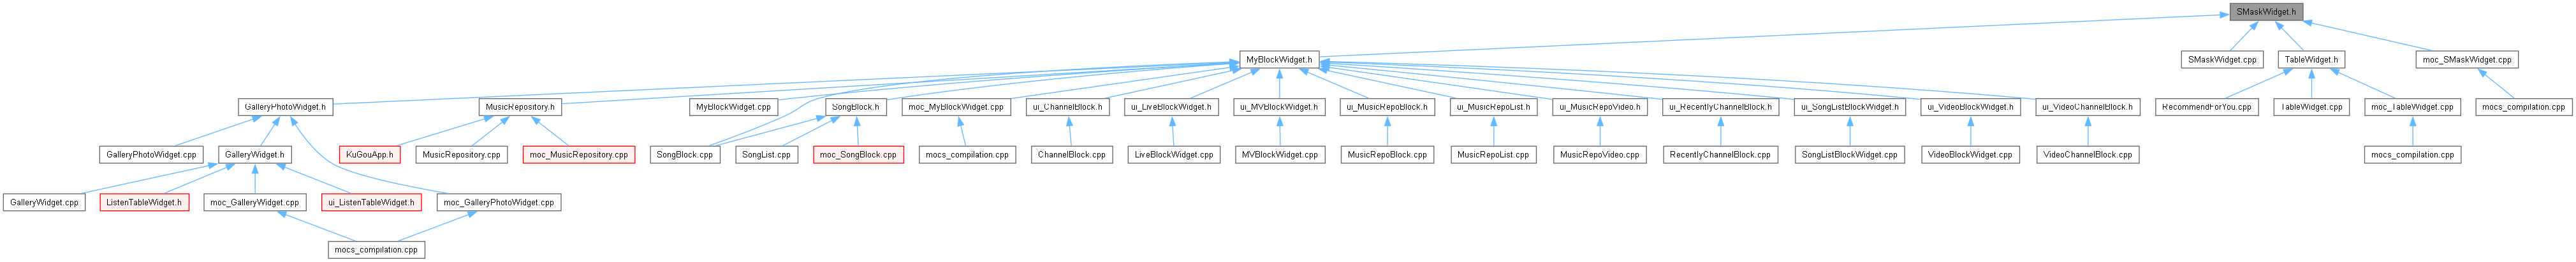 SMaskWidget.h
MyBlockWidget.h
SMaskWidget.cpp
TableWidget.h
moc_SMaskWidget.cpp
GalleryPhotoWidget.h
MusicRepository.h
MyBlockWidget.cpp
SongBlock.h
moc_MyBlockWidget.cpp
ui_ChannelBlock.h
ui_LiveBlockWidget.h
ui_MVBlockWidget.h
ui_MusicRepoBlock.h
ui_MusicRepoList.h
ui_MusicRepoVideo.h
ui_RecentlyChannelBlock.h
ui_SongListBlockWidget.h
ui_VideoBlockWidget.h
ui_VideoChannelBlock.h
RecommendForYou.cpp
TableWidget.cpp
moc_TableWidget.cpp
mocs_compilation.cpp
GalleryPhotoWidget.cpp
GalleryWidget.h
KuGouApp.h
MusicRepository.cpp
moc_MusicRepository.cpp
SongBlock.cpp
SongList.cpp
moc_SongBlock.cpp
mocs_compilation.cpp
ChannelBlock.cpp
LiveBlockWidget.cpp
MVBlockWidget.cpp
MusicRepoBlock.cpp
MusicRepoList.cpp
MusicRepoVideo.cpp
RecentlyChannelBlock.cpp
SongListBlockWidget.cpp
VideoBlockWidget.cpp
VideoChannelBlock.cpp
mocs_compilation.cpp
GalleryWidget.cpp
ListenTableWidget.h
moc_GalleryWidget.cpp
ui_ListenTableWidget.h
moc_GalleryPhotoWidget.cpp
mocs_compilation.cpp